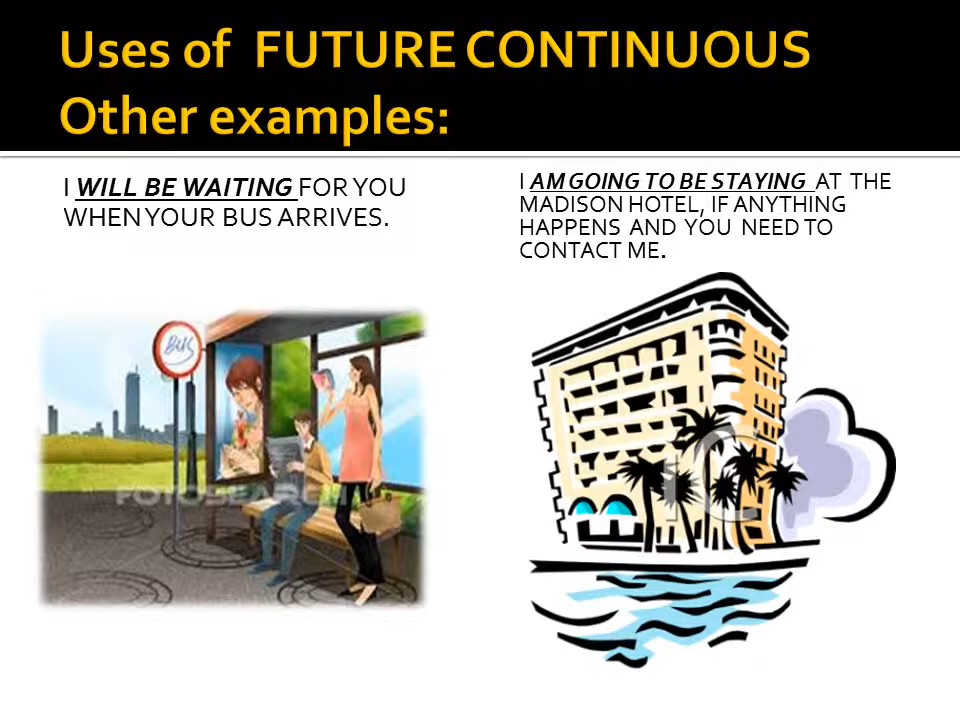 Uses of FUTURE CONTINUOUS
Other examples:
I WILL BE WAITING FOR YOU
WHEN YOUR BUS ARRIVES.
I AM GOING TO BE STAYING AT THE
MADISON HOTEL, IF ANYTHING
HAPPENS AND YOU NEED TO
CONTACT ME.
BUS
FOTOSEARCH